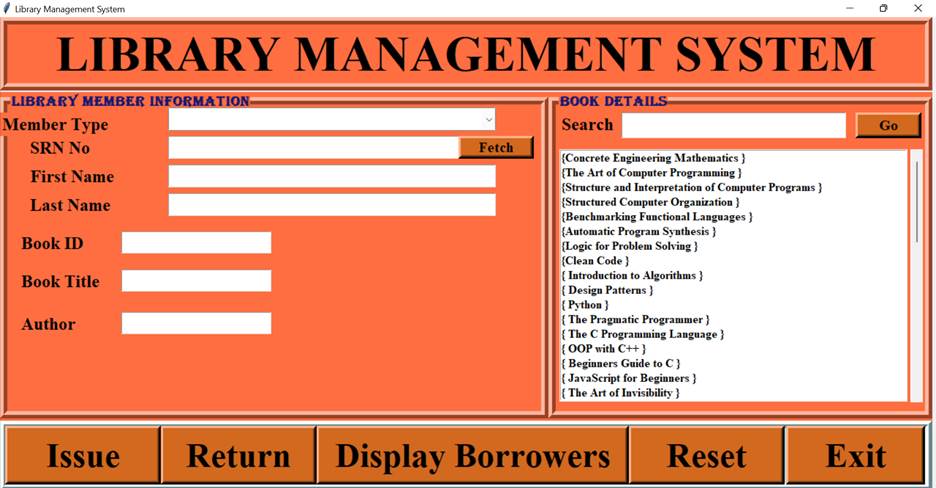 Library Management System
LIBRARY MANAGEMENT SYSTEM
LIBRARY MEMBER INFORMATION
Member Type
SRN No
Fetch
First Name
Last Name
Book ID
Book Title
Author
BOOK DETAILS
Search
Go
{Concrete Engineering Mathematics }
{The Art of Computer Programming }
{Structure and Interpretation of Computer Programs }
{Structured Computer Organization }
{Benchmarking Functional Languages }
{Automatic Program Synthesis }
{Logic for Problem Solving }
{Clean Code }
{ Introduction to Algorithms }
{ Design Patterns }
{ Python }
{ The Pragmatic Programmer }
{ The C Programming Language }
{ OOP with C++ }
{ Beginners Guide to C }
{ JavaScript for Beginners }
{ The Art of Invisibility }
Issue
Return
Display Borrowers
Reset
Exit